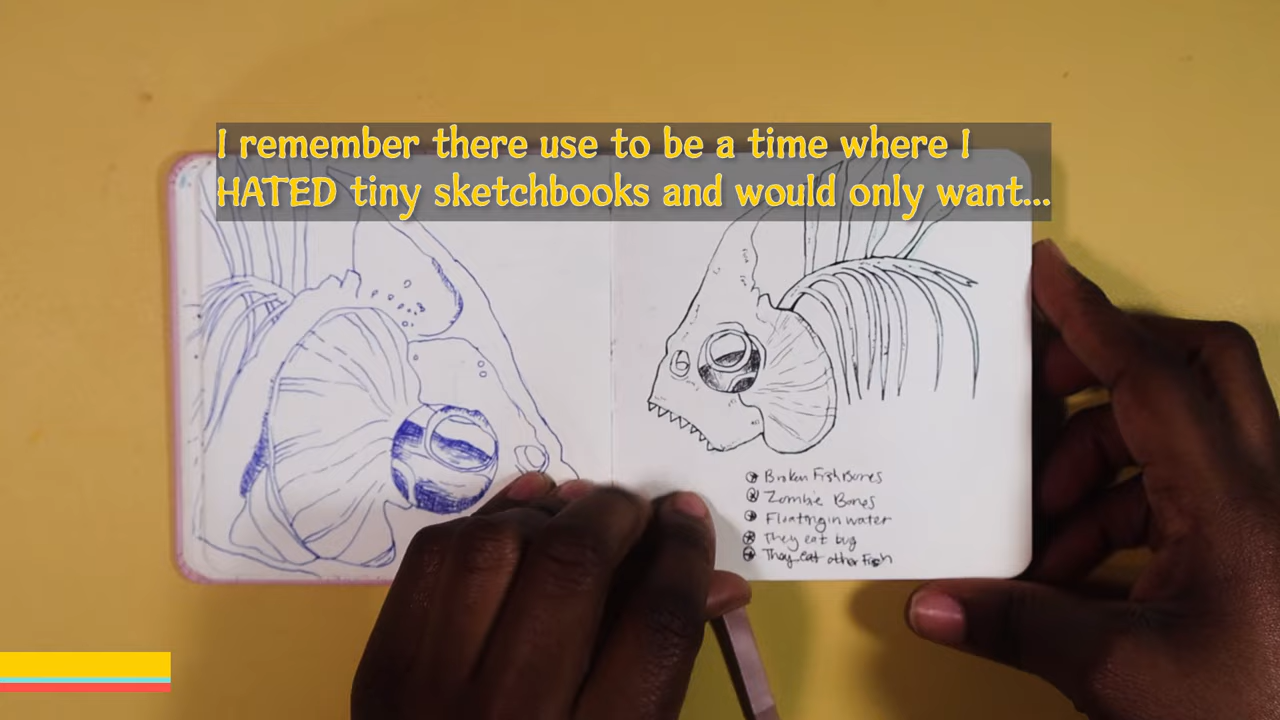 I remember there use to be a time where I
HATED tiny sketchbooks and would only want...
Broken Fish Bones
Zombie Bones
Floating in water
They eat bug
They eat other Fish